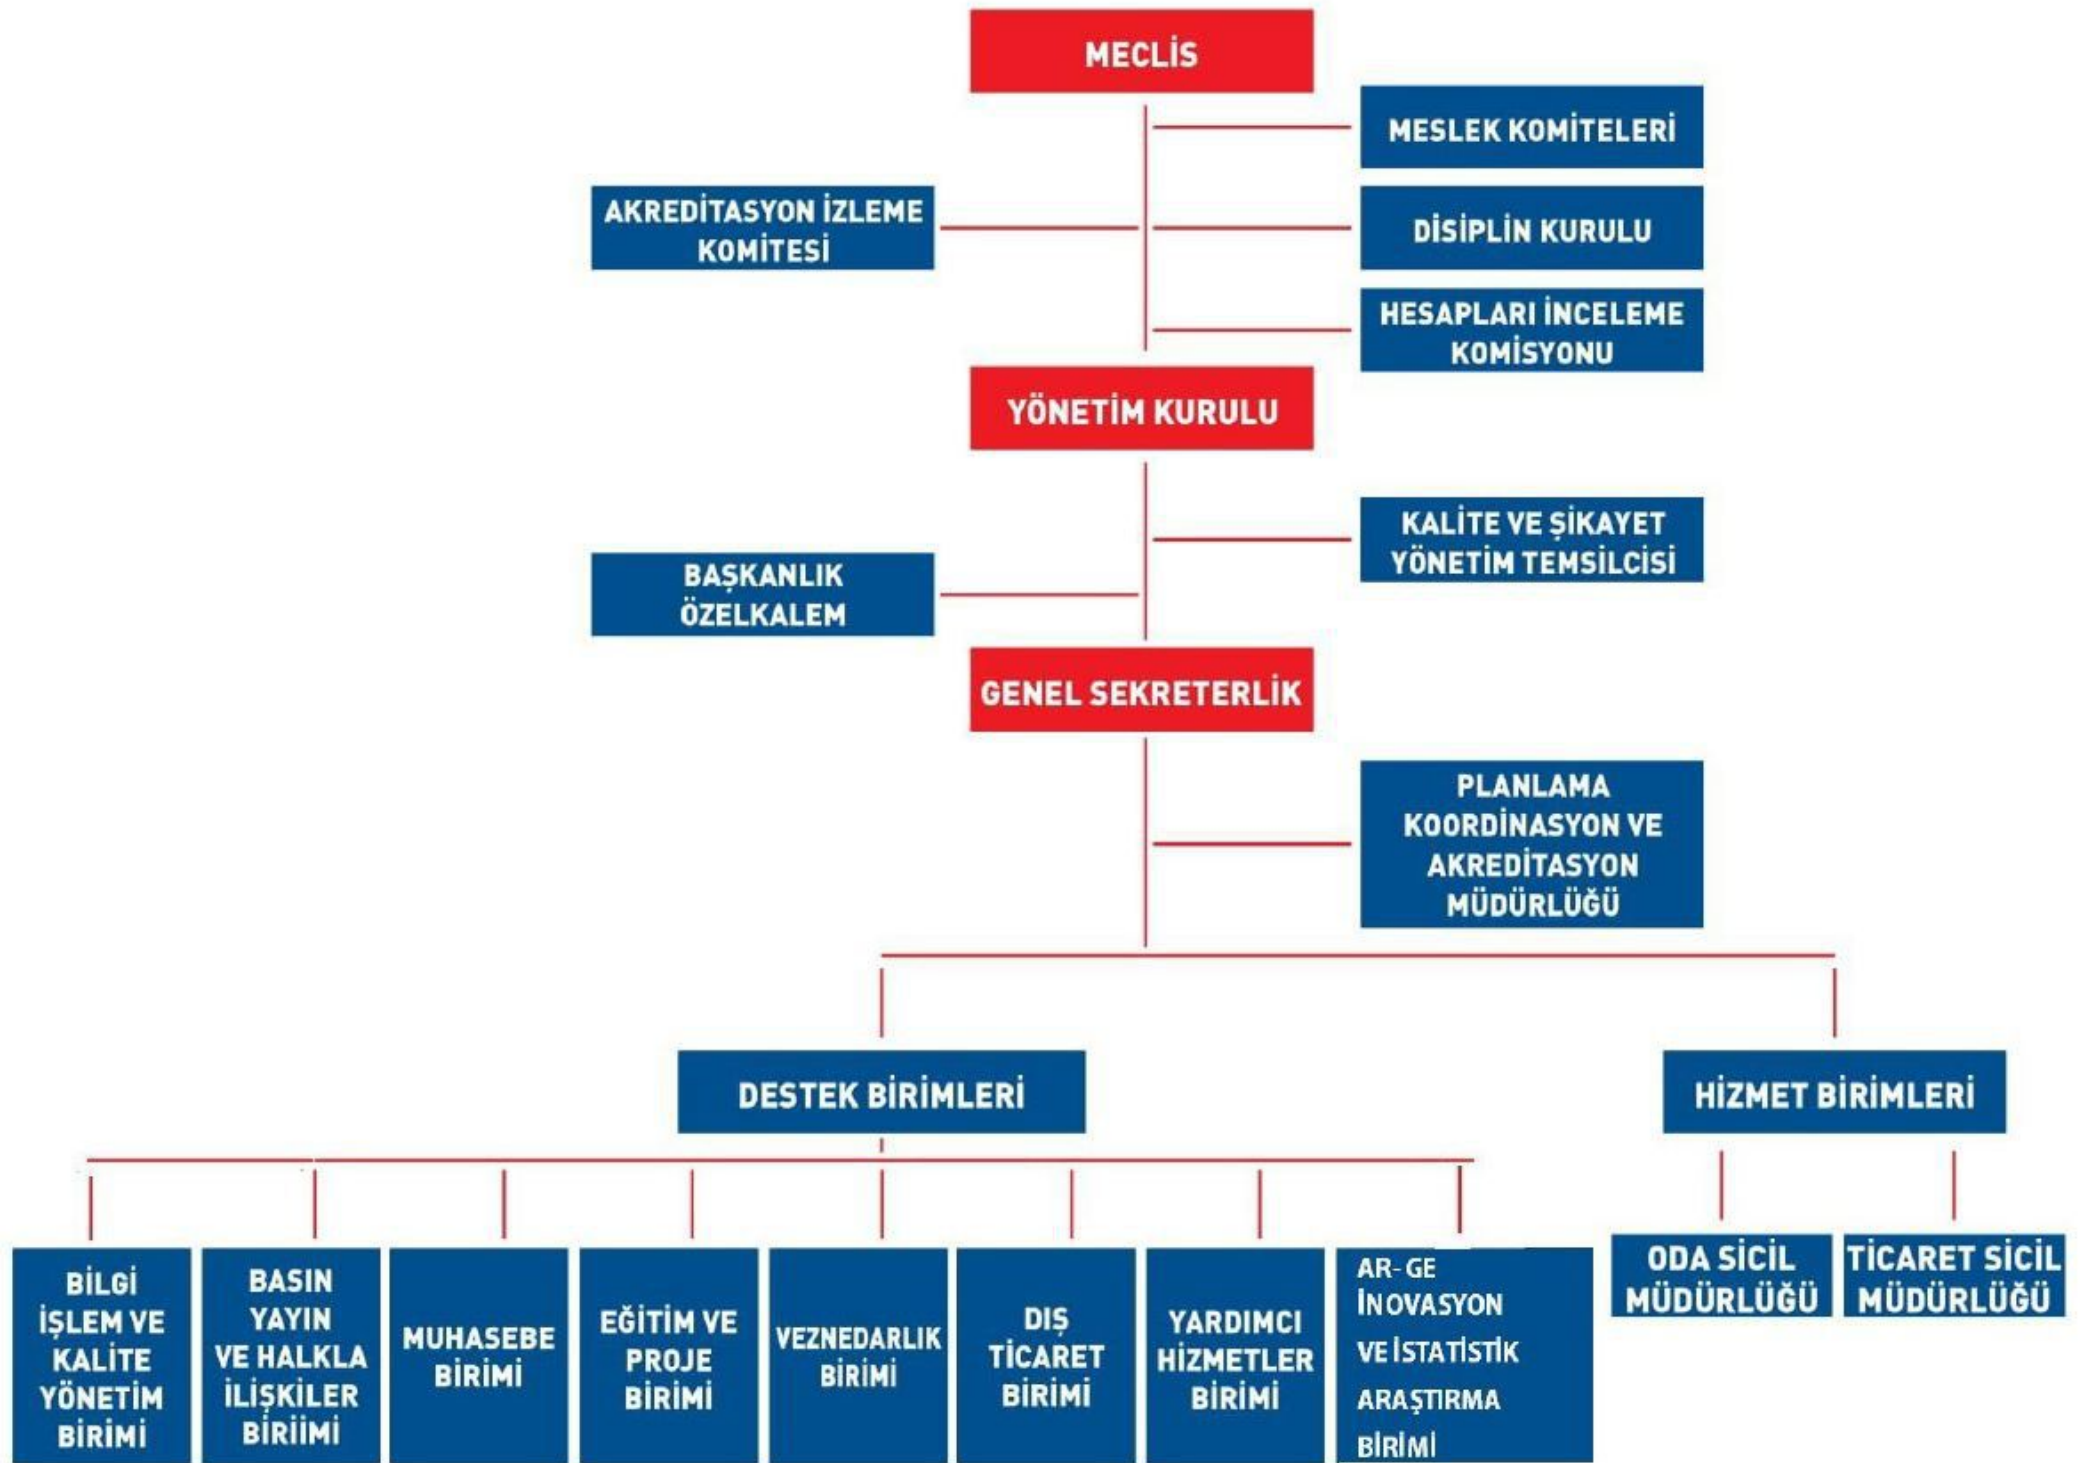 MECLİS
MESLEK KOMİTELERİ
AKREDİTASYON İZLEME
KOMİTESİ
DİSİPLİN KURULU
HESAPLARI İNCELEME
KOMİSYONU
YÖNETİM KURULU
KALİTE VE ŞİKAYET
YÖNETİM TEMSİLCİSİ
BAŞKANLIK
ÖZELKALEM
GENEL SEKRETERLİK
PLANLAMA
KOORDİNASYON VE
AKREDİTASYON
MÜDÜRLÜĞÜ
DESTEK BİRİMLERİ
HİZMET BİRİMLERİ
BİLGİ
İŞLEM VE
KALİTE
YÖNETİM
BİRİMİ
BASIN
YAYIN
VE HALKLA
İLİŞKİLER
BİRİİMİ
MUHASEBE
BİRİMİ
EĞİTİM VE
PROJE
BİRİMİ
VEZNEDARLIK
BİRİMİ
DIŞ
TİCARET
BİRİMİ
YARDIMCI
HİZMETLER
BİRİMİ
AR-GE
İNOVASYON
VE İSTATİSTİK
ARAŞTIRMA
BİRİMİ
ODA SİCİL
MÜDÜRLÜĞÜ
TİCARET SİCİL
MÜDÜRLÜĞÜ